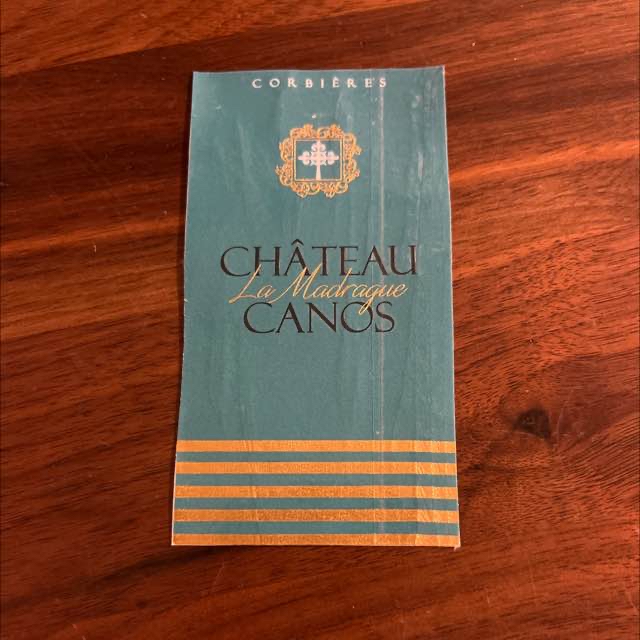 CORBIÈRES
CHÂTEAU
La Madrague
CANOS